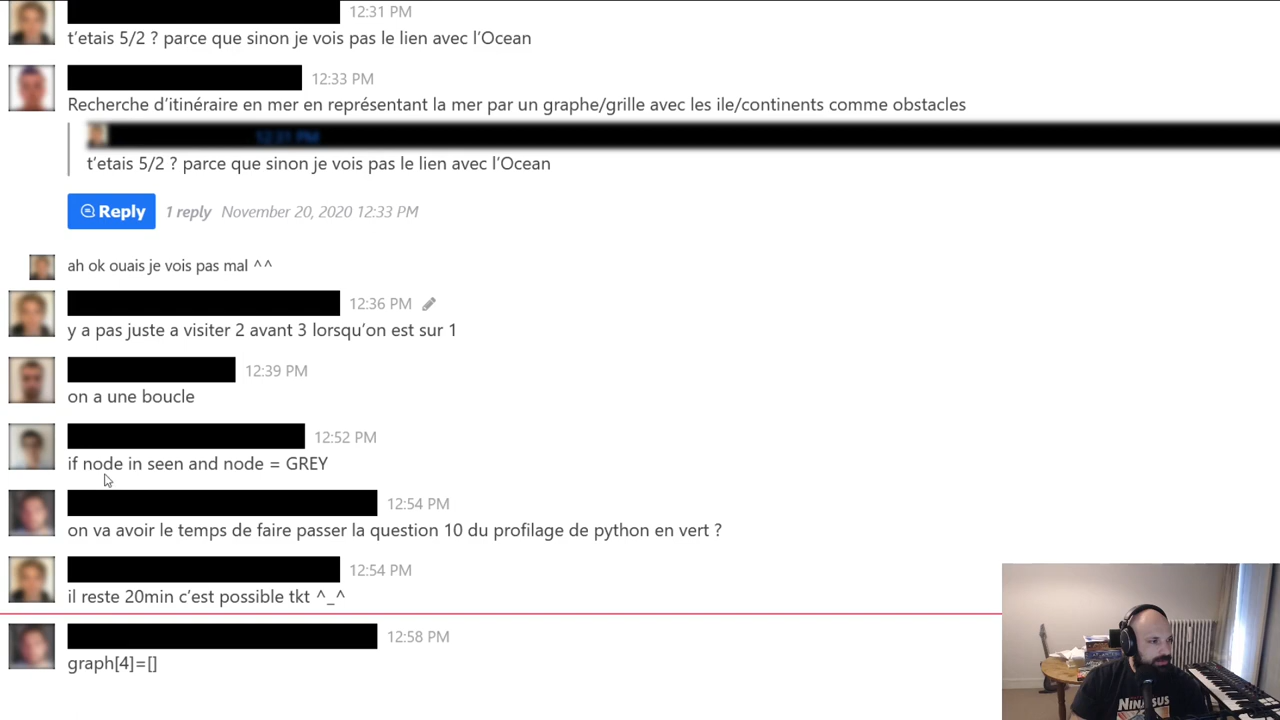 12:31 PM
t'etais 5/2 ? parce que sinon je vois pas le lien avec l'Ocean
12:33 PM
Recherche d'itinéraire en mer en représentant la mer par un graphe/grille avec les ile/continents comme obstacles
12:31 PM
t'etais 5/2 ? parce que sinon je vois pas le lien avec l'Ocean
Reply 1 reply November 20, 2020 12:33 PM
ah ok ouais je vois pas mal ^^
12:36 PM
y a pas juste a visiter 2 avant 3 lorsqu'on est sur 1
12:39 PM
on a une boucle
12:52 PM
if node in seen and node = GREY
12:54 PM
on va avoir le temps de faire passer la question 10 du profilage de python en vert ?
12:54 PM
il reste 20min c'est possible tkt ^_^
12:58 PM
graph[4]=[]